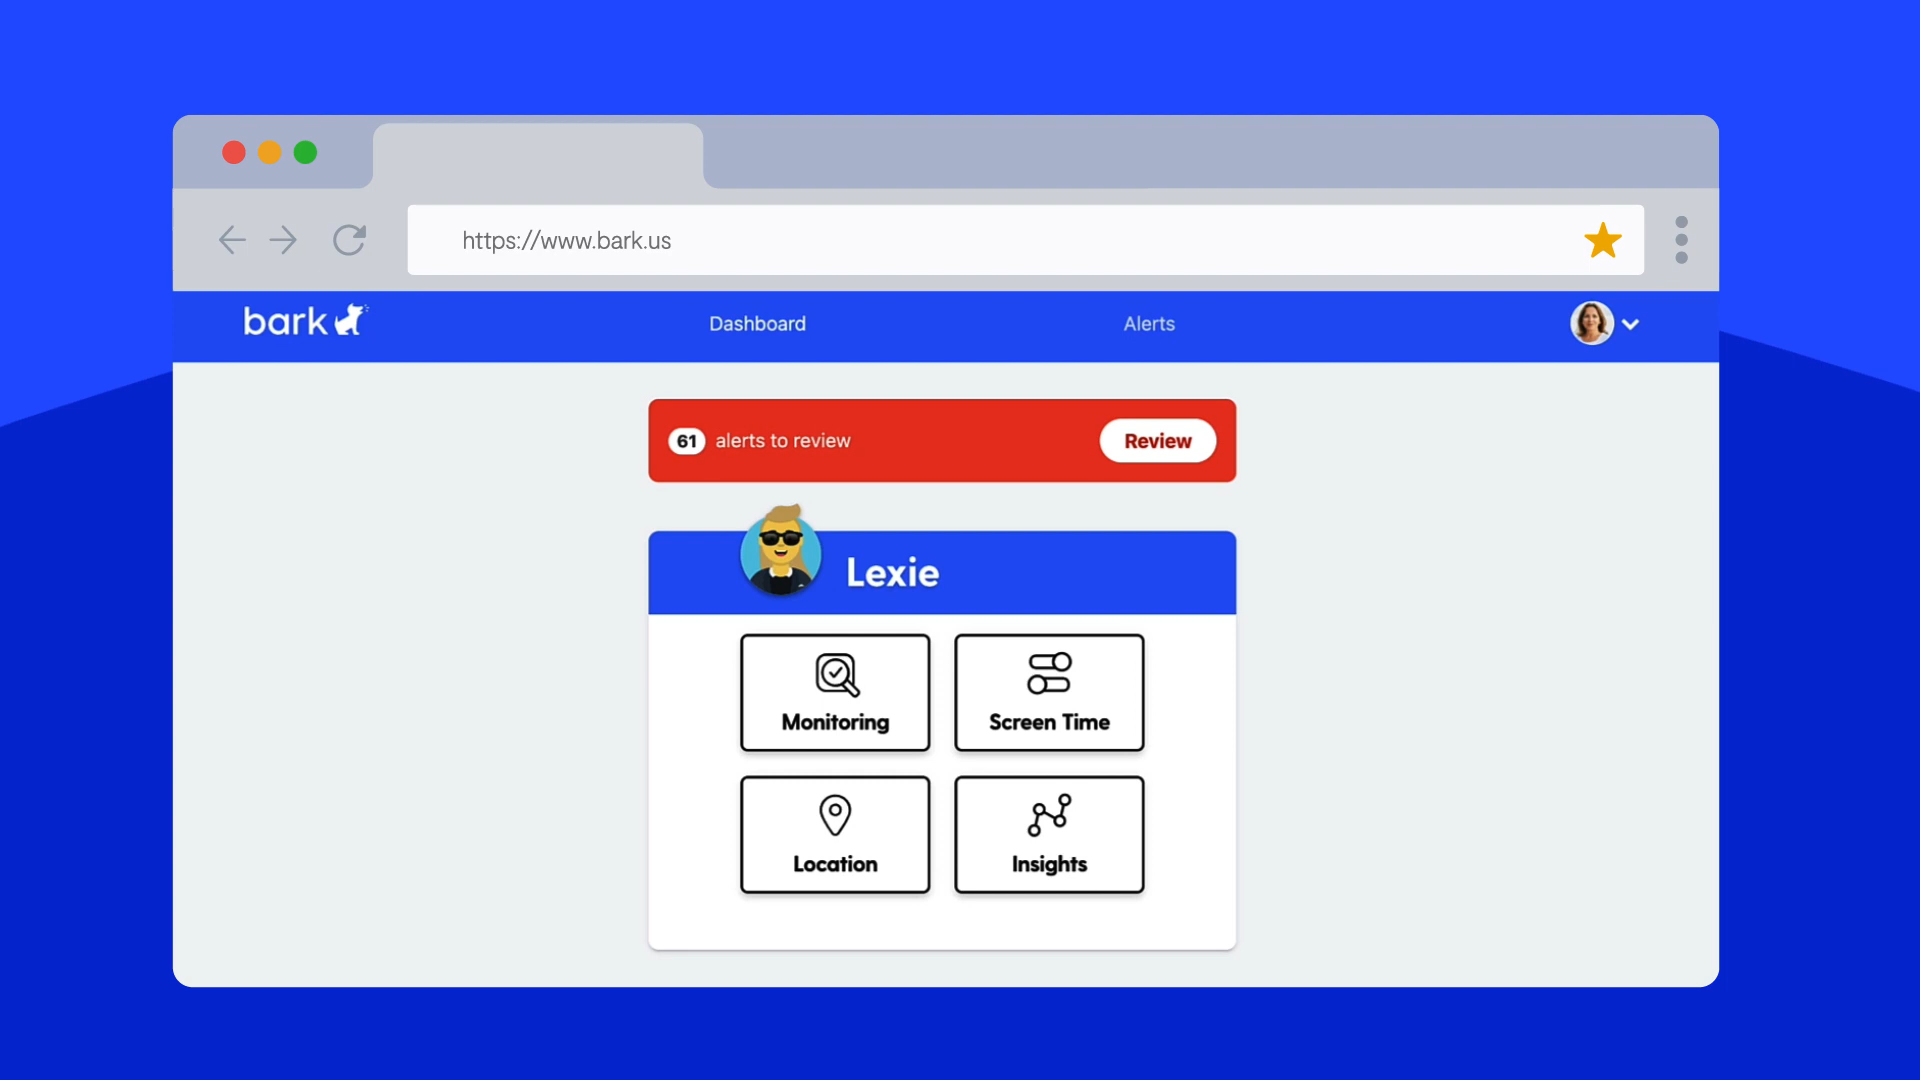 https://www.bark.us
bark
Dashboard
Alerts
61 alerts to review
Review
Lexie
Monitoring
Screen Time
Location
Insights